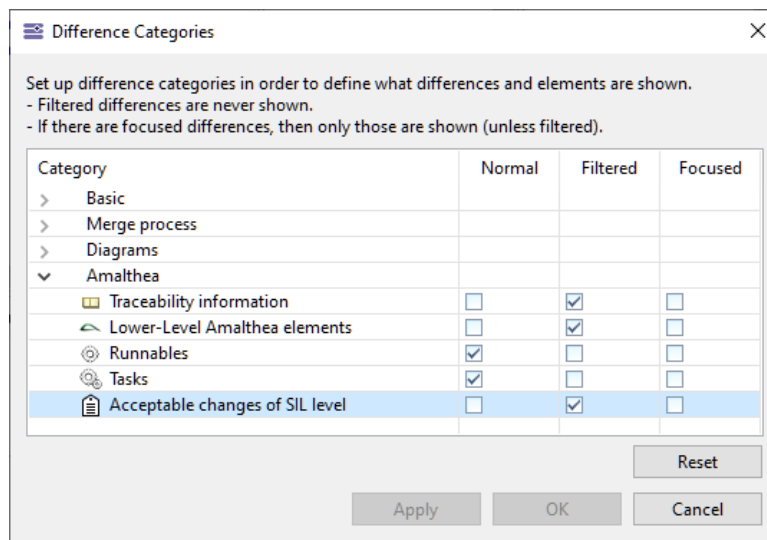 Difference Categories
Set up difference categories in order to define what differences and elements are shown.
- Filtered differences are never shown.
- If there are focused differences, then only those are shown (unless filtered).
Category Normal Filtered Focused
Basic
Merge process
Diagrams
Amalthea
Traceability information
Lower-Level Amalthea elements
Runnables
Tasks
Acceptable changes of SIL level
Reset
Apply OK Cancel